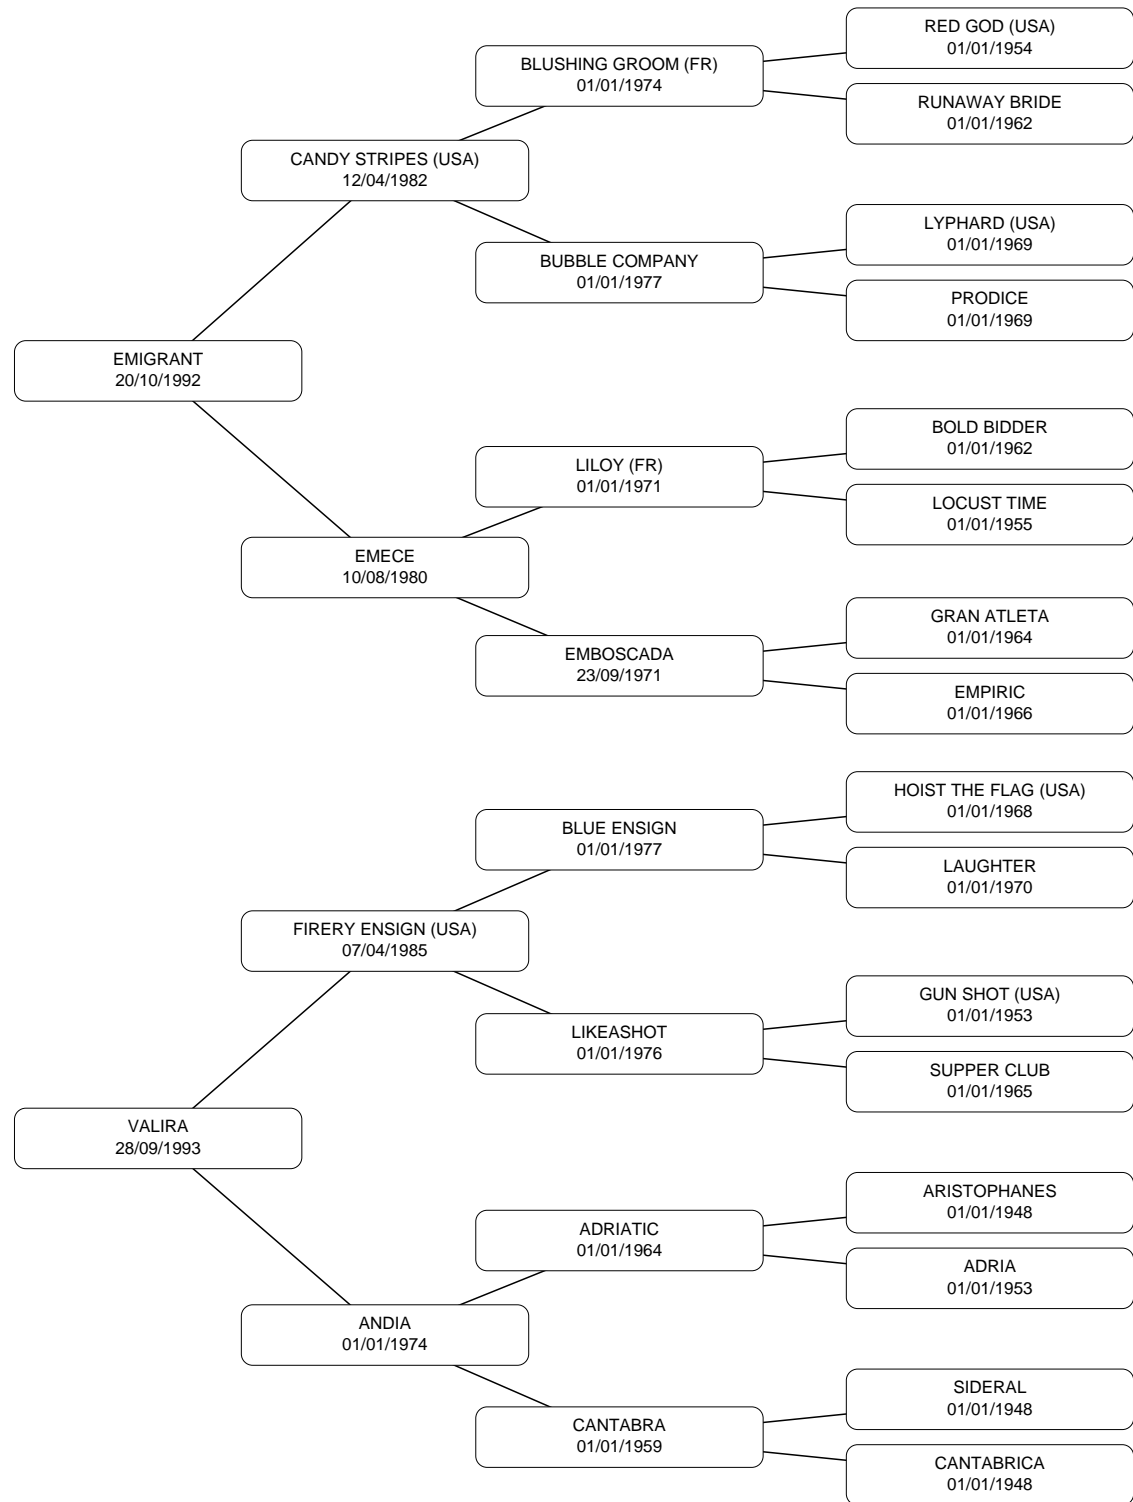 RED GOD (USA)
01/01/1954
BLUSHING GROOM (FR)
01/01/1974
RUNAWAY BRIDE
01/01/1962
CANDY STRIPES (USA)
12/04/1982
LYPHARD (USA)
01/01/1969
BUBBLE COMPANY
01/01/1977
PRODICE
01/01/1969
EMIGRANT
20/10/1992
BOLD BIDDER
01/01/1962
LILOY (FR)
01/01/1971
LOCUST TIME
01/01/1955
EMECE
10/08/1980
GRAN ATLETA
01/01/1964
EMBOSCADA
23/09/1971
EMPIRIC
01/01/1966
HOIST THE FLAG (USA)
01/01/1968
BLUE ENSIGN
01/01/1977
LAUGHTER
01/01/1970
FIRERY ENSIGN (USA)
07/04/1985
GUN SHOT (USA)
01/01/1953
LIKEASHOT
01/01/1976
SUPPER CLUB
01/01/1965
VALIRA
28/09/1993
ARISTOPHANES
01/01/1948
ADRIATIC
01/01/1964
ADRIA
01/01/1953
ANDIA
01/01/1974
SIDERAL
01/01/1948
CANTABRA
01/01/1959
CANTABRICA
01/01/1948